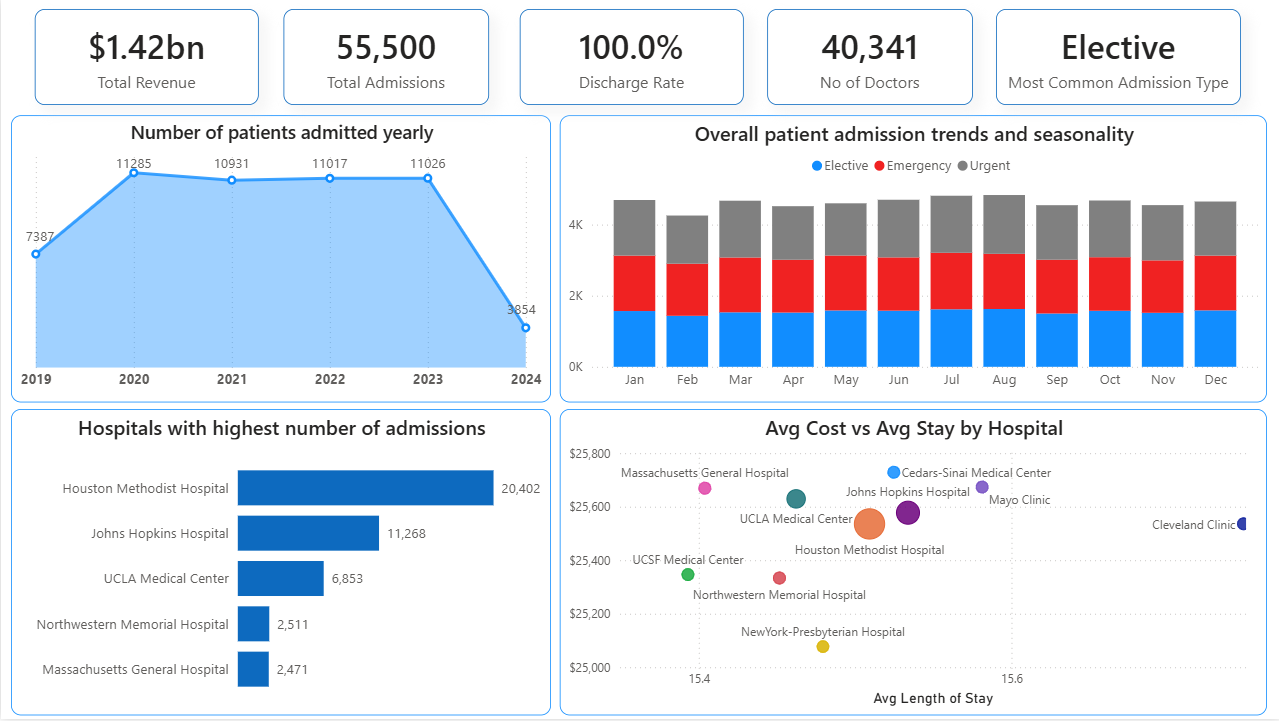 $1.42bn
Total Revenue
55,500
Total Admissions
100.0%
Discharge Rate
40,341
No of Doctors
Elective
Most Common Admission Type
Number of patients admitted yearly
7387
11285
10931
11017
11026
3854
2019
2020
2021
2022
2023
2024
Overall patient admission trends and seasonality
Elective
Emergency
Urgent
4K
2K
0K
Jan
Feb
Mar
Apr
May
Jun
Jul
Aug
Sep
Oct
Nov
Dec
Hospitals with highest number of admissions
Houston Methodist Hospital
20,402
Johns Hopkins Hospital
11,268
UCLA Medical Center
6,853
Northwestern Memorial Hospital
2,511
Massachusetts General Hospital
2,471
Avg Cost vs Avg Stay by Hospital
$25,800
$25,600
$25,400
$25,200
$25,000
Massachusetts General Hospital
Cedars-Sinai Medical Center
Johns Hopkins Hospital
Mayo Clinic
UCLA Medical Center
Cleveland Clinic
Houston Methodist Hospital
UCSF Medical Center
Northwestern Memorial Hospital
NewYork-Presbyterian Hospital
15.4
15.6
Avg Length of Stay